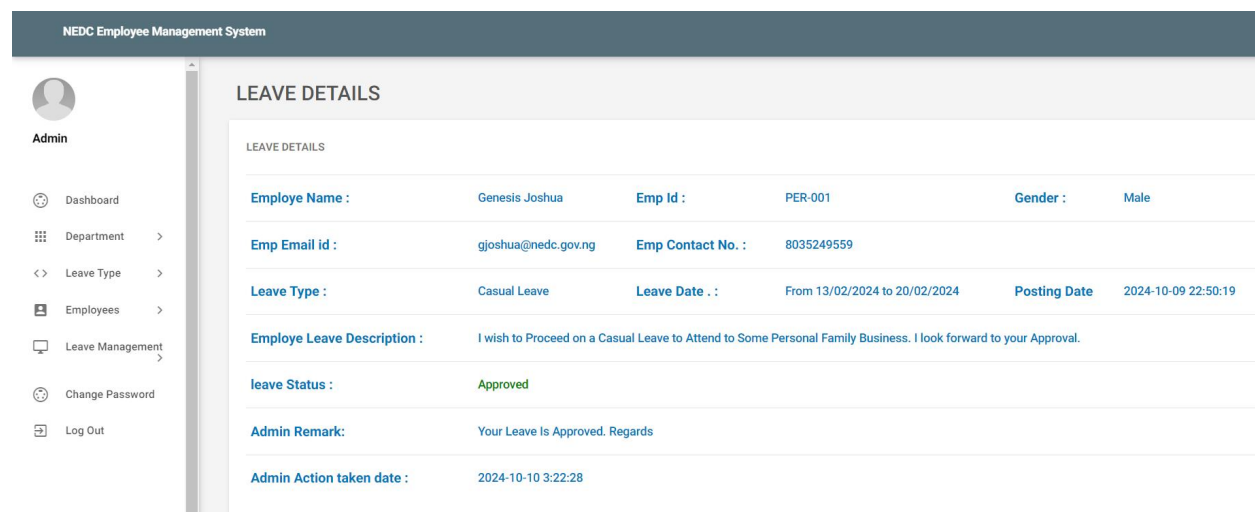 NEDC Employee Management System
Admin
Dashboard
Department
Leave Type
Employees
Leave Management
Change Password
Log Out
LEAVE DETAILS
LEAVE DETAILS
Employe Name : Genesis Joshua Emp Id : PER-001 Gender : Male
Emp Email id : gjoshua@nedc.gov.ng Emp Contact No. : 8035249559
Leave Type : Casual Leave Leave Date . : From 13/02/2024 to 20/02/2024 Posting Date 2024-10-09 22:50:19
Employe Leave Description : I wish to Proceed on a Casual Leave to Attend to Some Personal Family Business. I look forward to your Approval.
leave Status : Approved
Admin Remark: Your Leave Is Approved. Regards
Admin Action taken date : 2024-10-10 3:22:28